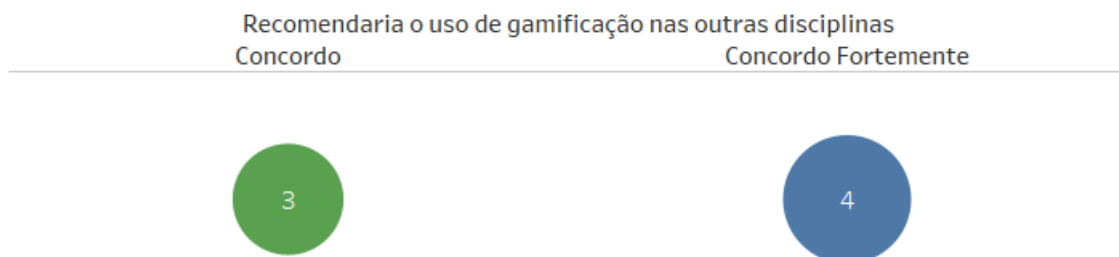 Recomendaria o uso de gamificação nas outras disciplinas
Concordo Concordo Fortemente
3 4